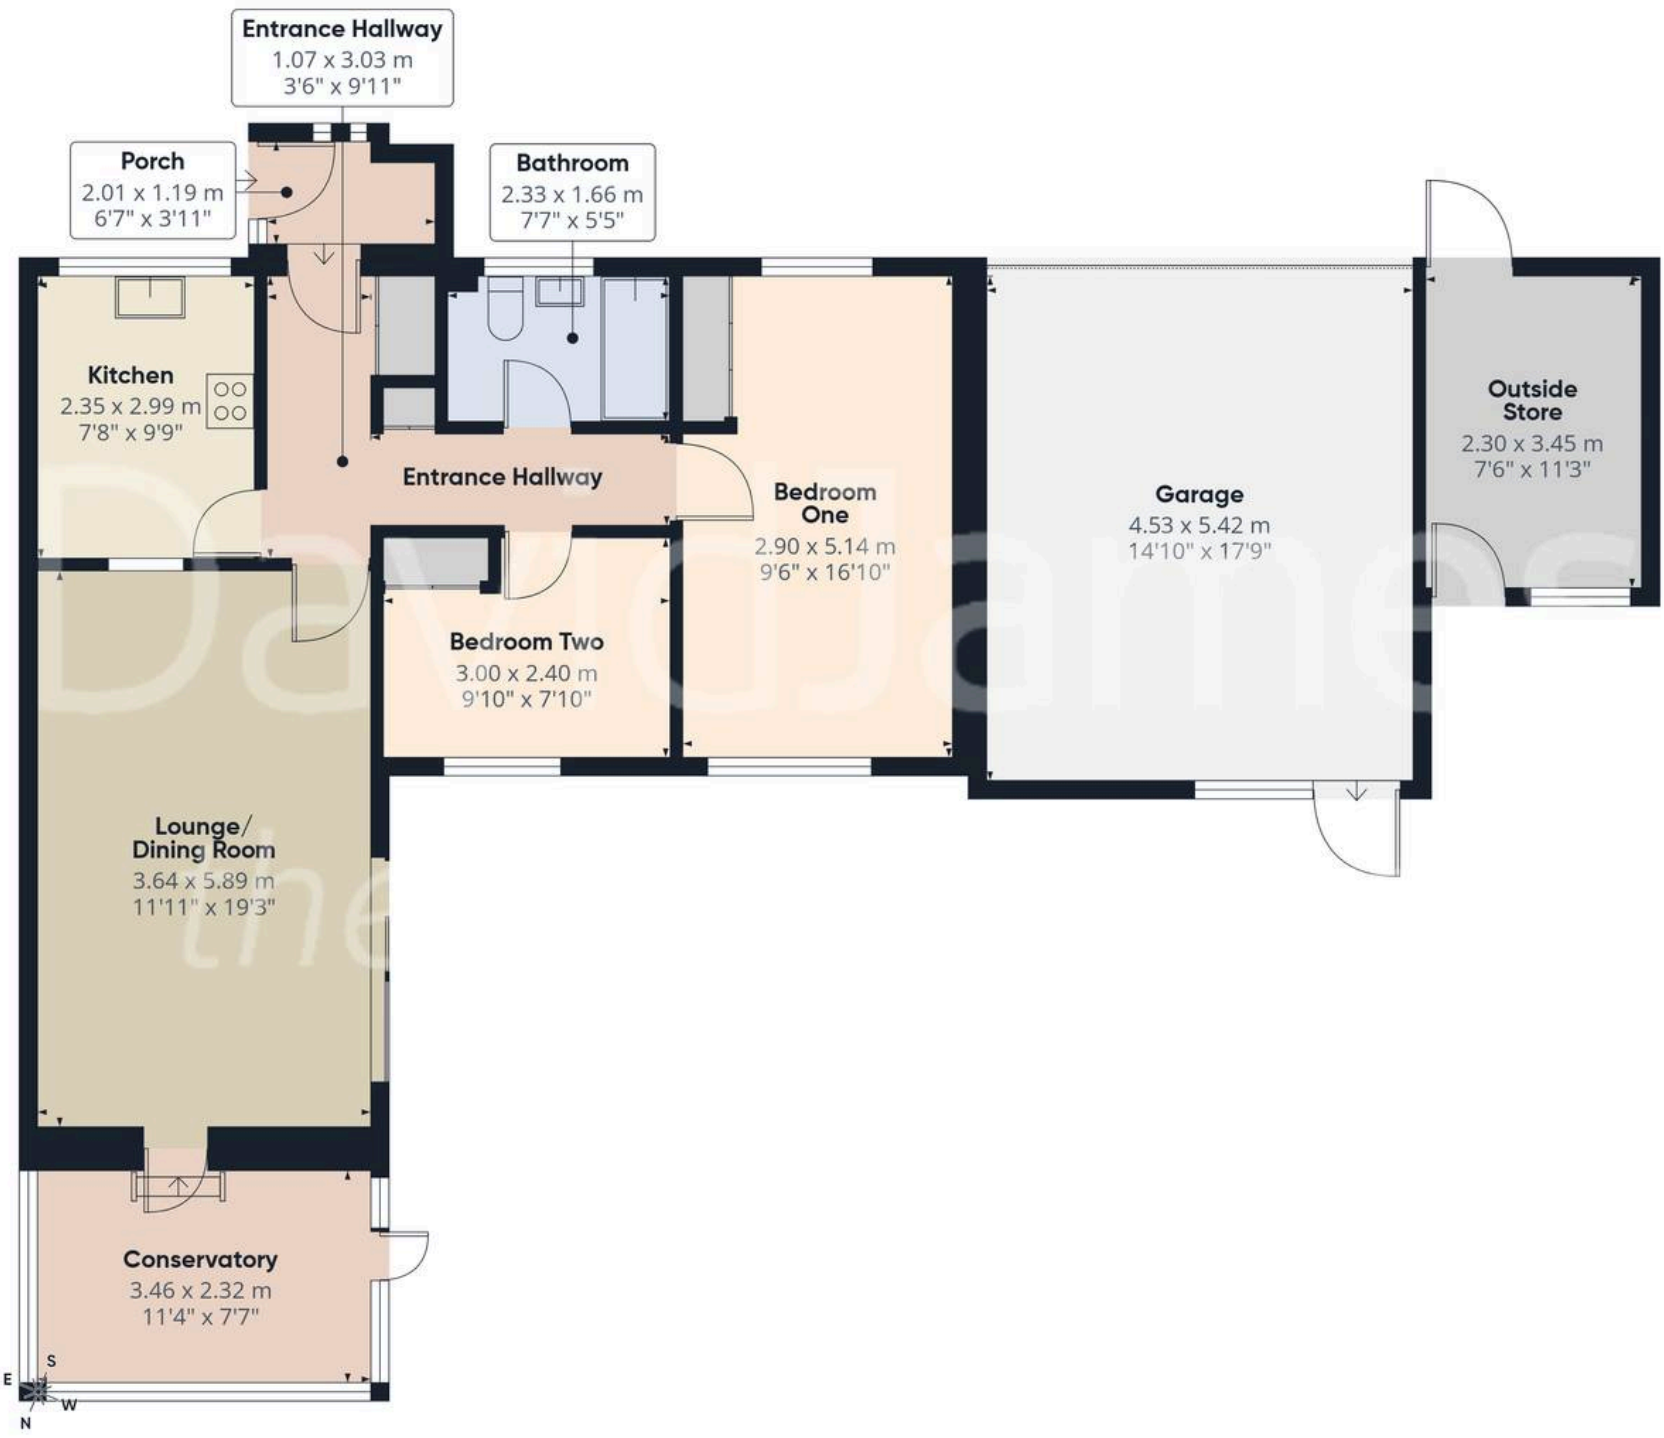 Entrance Hallway
1.07 x 3.03 m
3'6" x 9'11"
Porch
2.01 x 1.19 m
6'7" x 3'11"
Bathroom
2.33 x 1.66 m
7'7" x 5'5"
Kitchen
2.35 x 2.99 m
7'8" x 9'9"
Entrance Hallway
Bedroom
One
2.90 x 5.14 m
9'6" x 16'10"
Garage
4.53 x 5.42 m
14'10" x 17'9"
Outside
Store
2.30 x 3.45 m
7'6" x 11'3"
Bedroom Two
3.00 x 2.40 m
9'10" x 7'10"
DavidJames
Lounge/
Dining Room
3.64 x 5.89 m
11'11" x 19'3"
the
Conservatory
3.46 x 2.32 m
11'4" x 7'7"
S
E
W
N